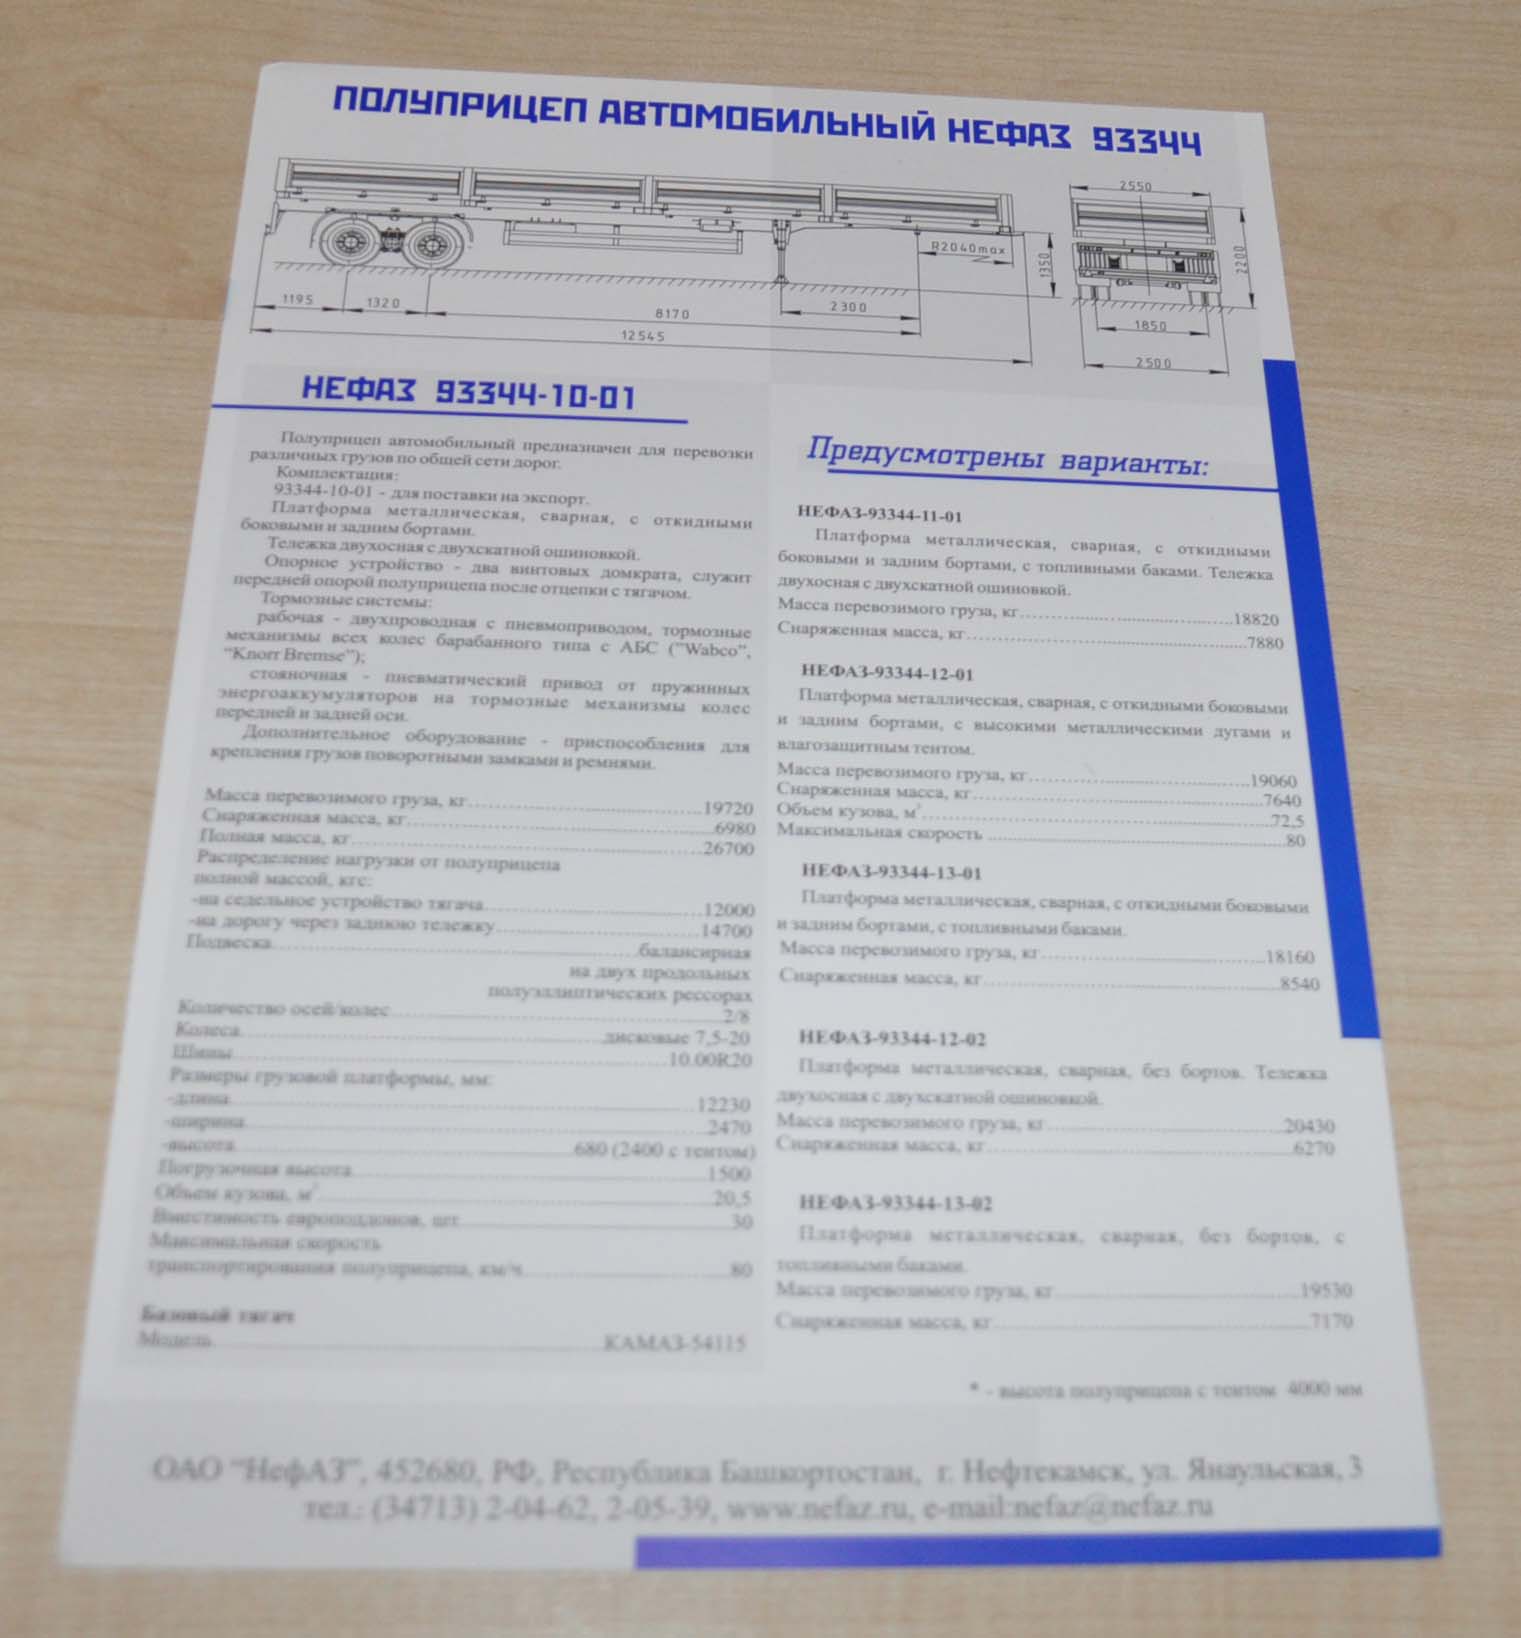 ПОЛУПРИЦЕП АВТОМОБИЛЬНЫЙ НЕФАЗ 93344
2550
R2040max
1350
2200
1195
1320
8170
2300
12545
1850
2500
НЕФАЗ 93344-10-01
Полуприцеп автомобильный предназначен для перевозки
различных грузов по общей сети дорог.
Комплектация:
93344-10-01 - для поставки на экспорт.
Платформа металлическая, сварная, с откидными
боковыми и задним бортами.
Тележка двухосная с двухскатной ошиновкой.
Опорное устройство - два винтовых домкрата, служит
передней опорой полуприцепа после отцепки с тягачом.
Тормозные системы:
рабочая - двухпроводная с пневмоприводом, тормозные
механизмы всех колес барабанного типа с АБС ("Wabco",
"Knorr Bremse");
стояночная - пневматический привод от пружинных
энергоаккумуляторов на тормозные механизмы колес
передней и задней оси.
Дополнительное оборудование - приспособления для
крепления грузов поворотными замками и ремнями.
Масса перевозимого груза, кг...19720
Снаряженная масса, кг...6980
Полная масса, кг...26700
Распределение нагрузки от полуприцепа
полной массой, кгс:
-на седельное устройство тягача...12000
-на дорогу через заднюю тележку...14700
Подвеска...балансирная
на двух продольных
полуэллиптических рессорах
Количество осей/колес...2/8
Колеса...дисковые 7,5-20
Шины...10.00R20
Размеры грузовой платформы, мм:
-длина...12230
-ширина...2470
-высота...680 (2400 с тентом)
Погрузочная высота...1500
Объем кузова, м³...20,5
Вместимость европоддонов, шт...30
Максимальная скорость
транспортирования полуприцепа, км/ч...80
Базовый тягач
Модель...КАМАЗ-54115
Предусмотрены варианты:
НЕФАЗ-93344-11-01
Платформа металлическая, сварная, с откидными
боковыми и задним бортами, с топливными баками. Тележка
двухосная с двухскатной ошиновкой.
Масса перевозимого груза, кг...18820
Снаряженная масса, кг...7880
НЕФАЗ-93344-12-01
Платформа металлическая, сварная, с откидными боковыми
и задним бортами, с высокими металлическими дугами и
влагозащитным тентом.
Масса перевозимого груза, кг...19060
Снаряженная масса, кг...7640
Объем кузова, м³...72,5
Максимальная скорость ...80
НЕФАЗ-93344-13-01
Платформа металлическая, сварная, с откидными боковыми
и задним бортами, с топливными баками.
Масса перевозимого груза, кг...18160
Снаряженная масса, кг...8540
НЕФАЗ-93344-12-02
Платформа металлическая, сварная, без бортов. Тележка
двухосная с двухскатной ошиновкой.
Масса перевозимого груза, кг...20430
Снаряженная масса, кг...6270
НЕФАЗ-93344-13-02
Платформа металлическая, сварная, без бортов, с
топливными баками.
Масса перевозимого груза, кг...19530
Снаряженная масса, кг...7170
* - высота полуприцепа с тентом 4000 мм
ОАО "НефАЗ", 452680, РФ, Республика Башкортостан, г. Нефтекамск, ул. Янаульская, 3
тел.: (34713) 2-04-62, 2-05-39, www.nefaz.ru, e-mail:nefaz@nefaz.ru